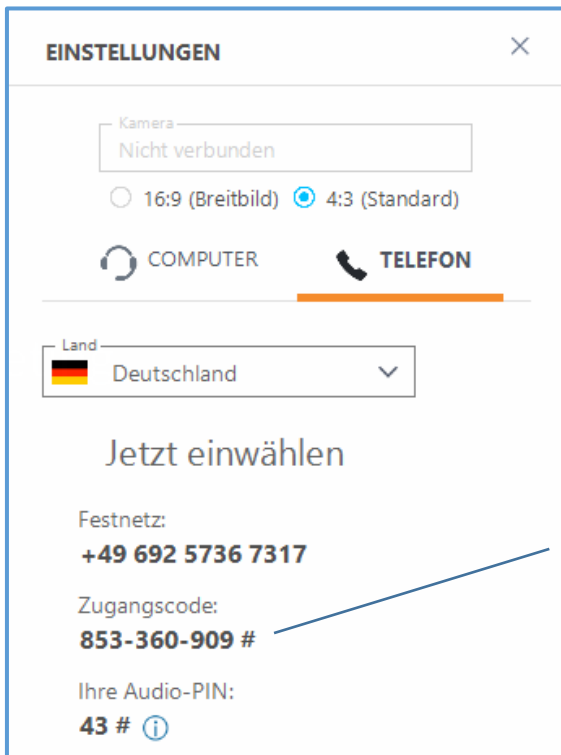 EINSTELLUNGEN
Kamera
Nicht verbunden
16:9 (Breitbild) 4:3 (Standard)
COMPUTER TELEFON
Land
Deutschland
Jetzt einwählen
Festnetz:
+49 692 5736 7317
Zugangscode:
853-360-909 #
Ihre Audio-PIN:
43 #